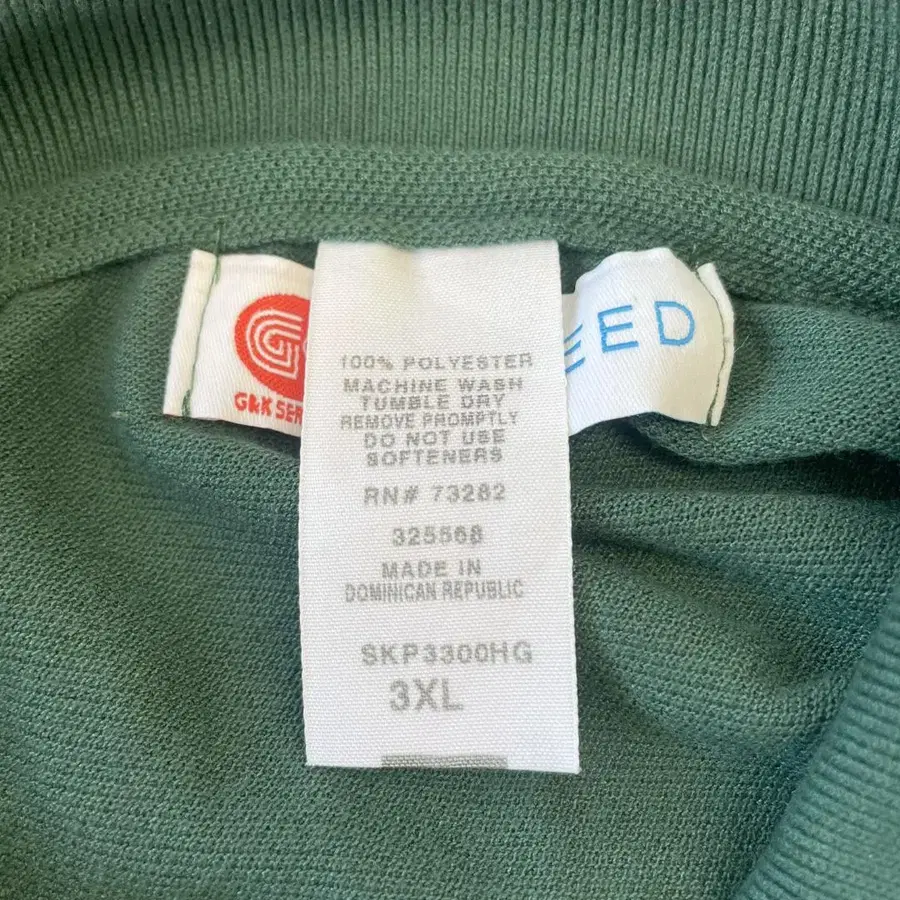 G&K SER
EED
100% POLYESTER
MACHINE WASH
TUMBLE DRY
REMOVE PROMPTLY
DO NOT USE
SOFTENERS
RN# 73282
325568
MADE IN
DOMINICAN REPUBLIC
SKP3300HG
3XL